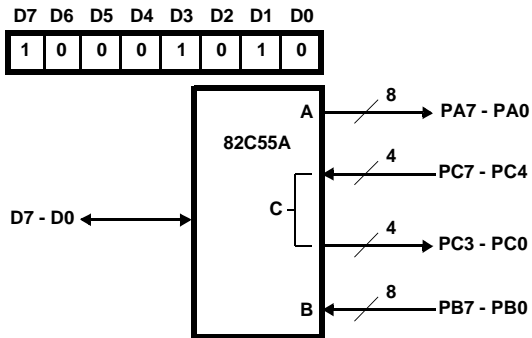 D7 D6 D5 D4 D3 D2 D1 D0
1 0 0 0 1 0 1 0
8
A
PA7 - PA0
82C55A
4
PC7 - PC4
C
D7 - D0
4
PC3 - PC0
8
B
PB7 - PB0